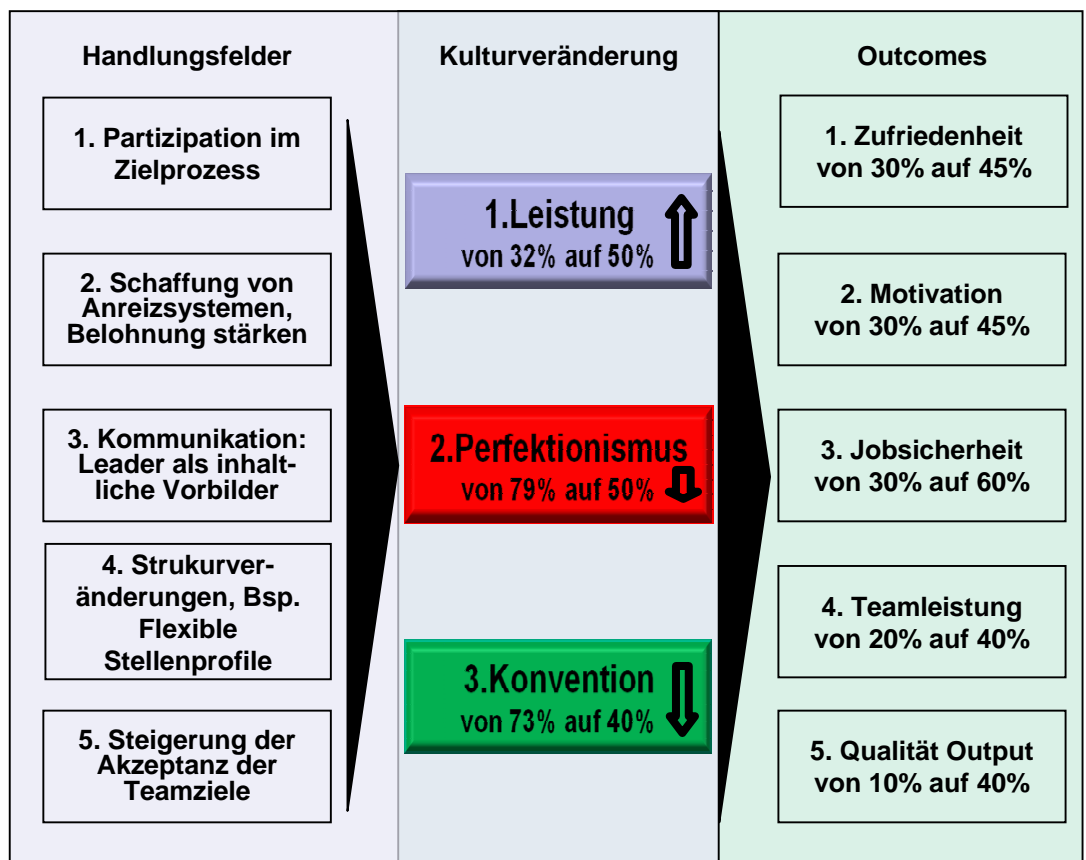 Handlungsfelder
1. Partizipation im
Zielprozess
2. Schaffung von
Anreizsystemen,
Belohnung stärken
3. Kommunikation:
Leader als inhalt-
liche Vorbilder
4. Strukurver-
änderungen, Bsp.
Flexible
Stellenprofile
5. Steigerung der
Akzeptanz der
Teamziele
Kulturveränderung
1.Leistung
von 32% auf 50%
2.Perfektionismus
von 79% auf 50%
3.Konvention
von 73% auf 40%
Outcomes
1. Zufriedenheit
von 30% auf 45%
2. Motivation
von 30% auf 45%
3. Jobsicherheit
von 30% auf 60%
4. Teamleistung
von 20% auf 40%
5. Qualität Output
von 10% auf 40%